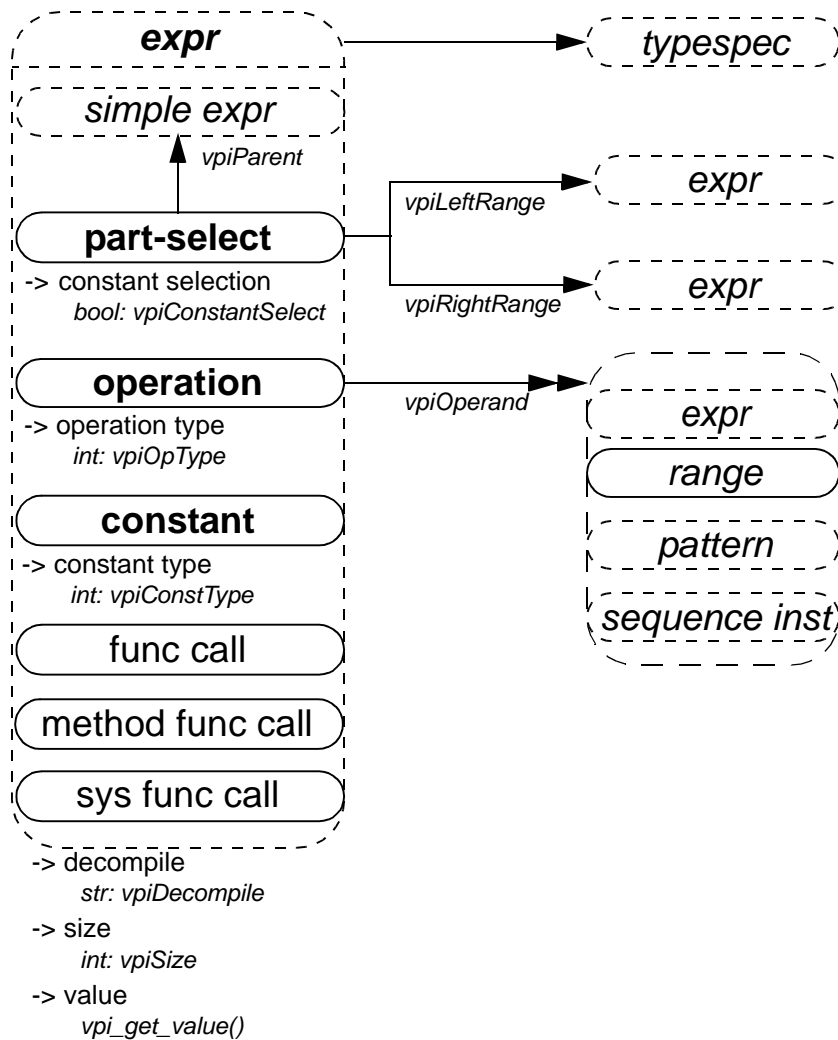 expr
typespec
simple expr
vpiParent
expr
vpiLeftRange
part-select
-> constant selection
bool: vpiConstantSelect
vpiRightRange
expr
operation
vpiOperand
-> operation type
int: vpiOpType
expr
range
constant
-> constant type
int: vpiConstType
pattern
sequence inst
func call
method func call
sys func call
-> decompile
str: vpiDecompile
-> size
int: vpiSize
-> value
vpi_get_value()